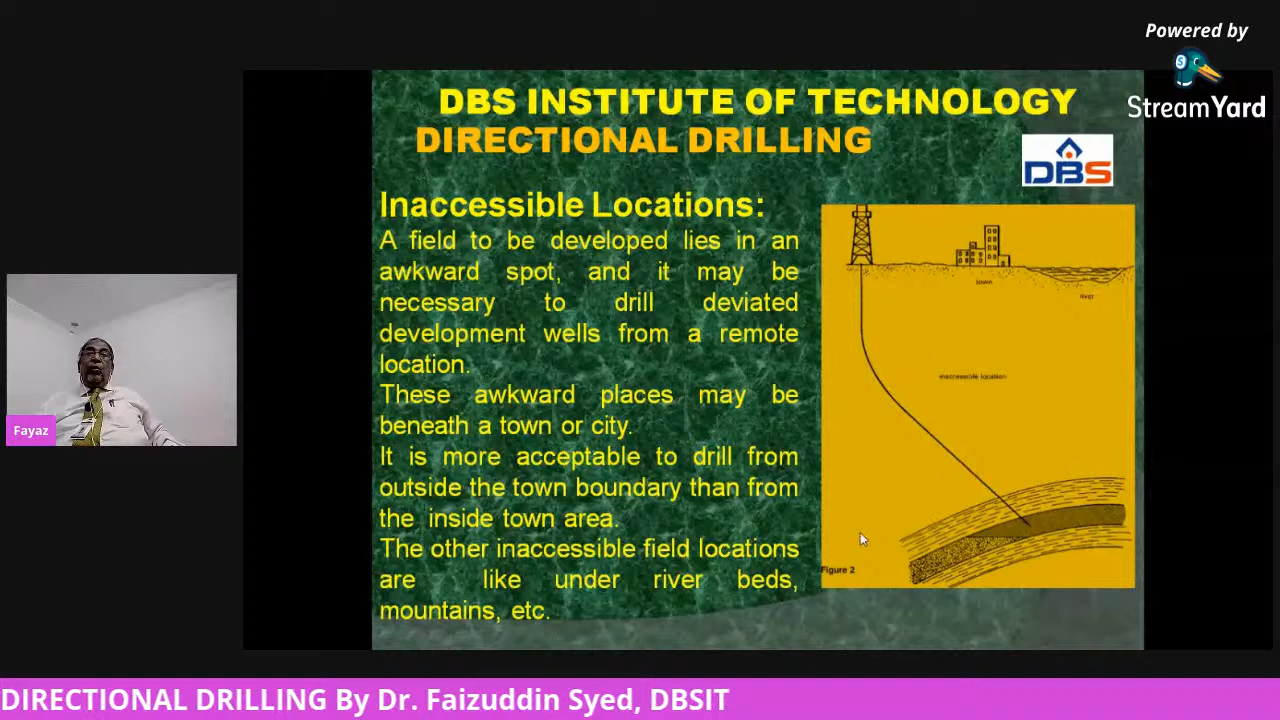 Powered by
StreamYard
DBS INSTITUTE OF TECHNOLOGY
DIRECTIONAL DRILLING
DBS
Inaccessible Locations:
A field to be developed lies in an
awkward spot, and it may be
necessary to drill deviated
development wells from a remote
location.
These awkward places may be
beneath a town or city.
It is more acceptable to drill from
outside the town boundary than from
the inside town area.
The other inaccessible field locations
are like under river beds,
mountains, etc.
town
river
inaccessible location
Figure 2
Fayaz
DIRECTIONAL DRILLING By Dr. Faizuddin Syed, DBSIT